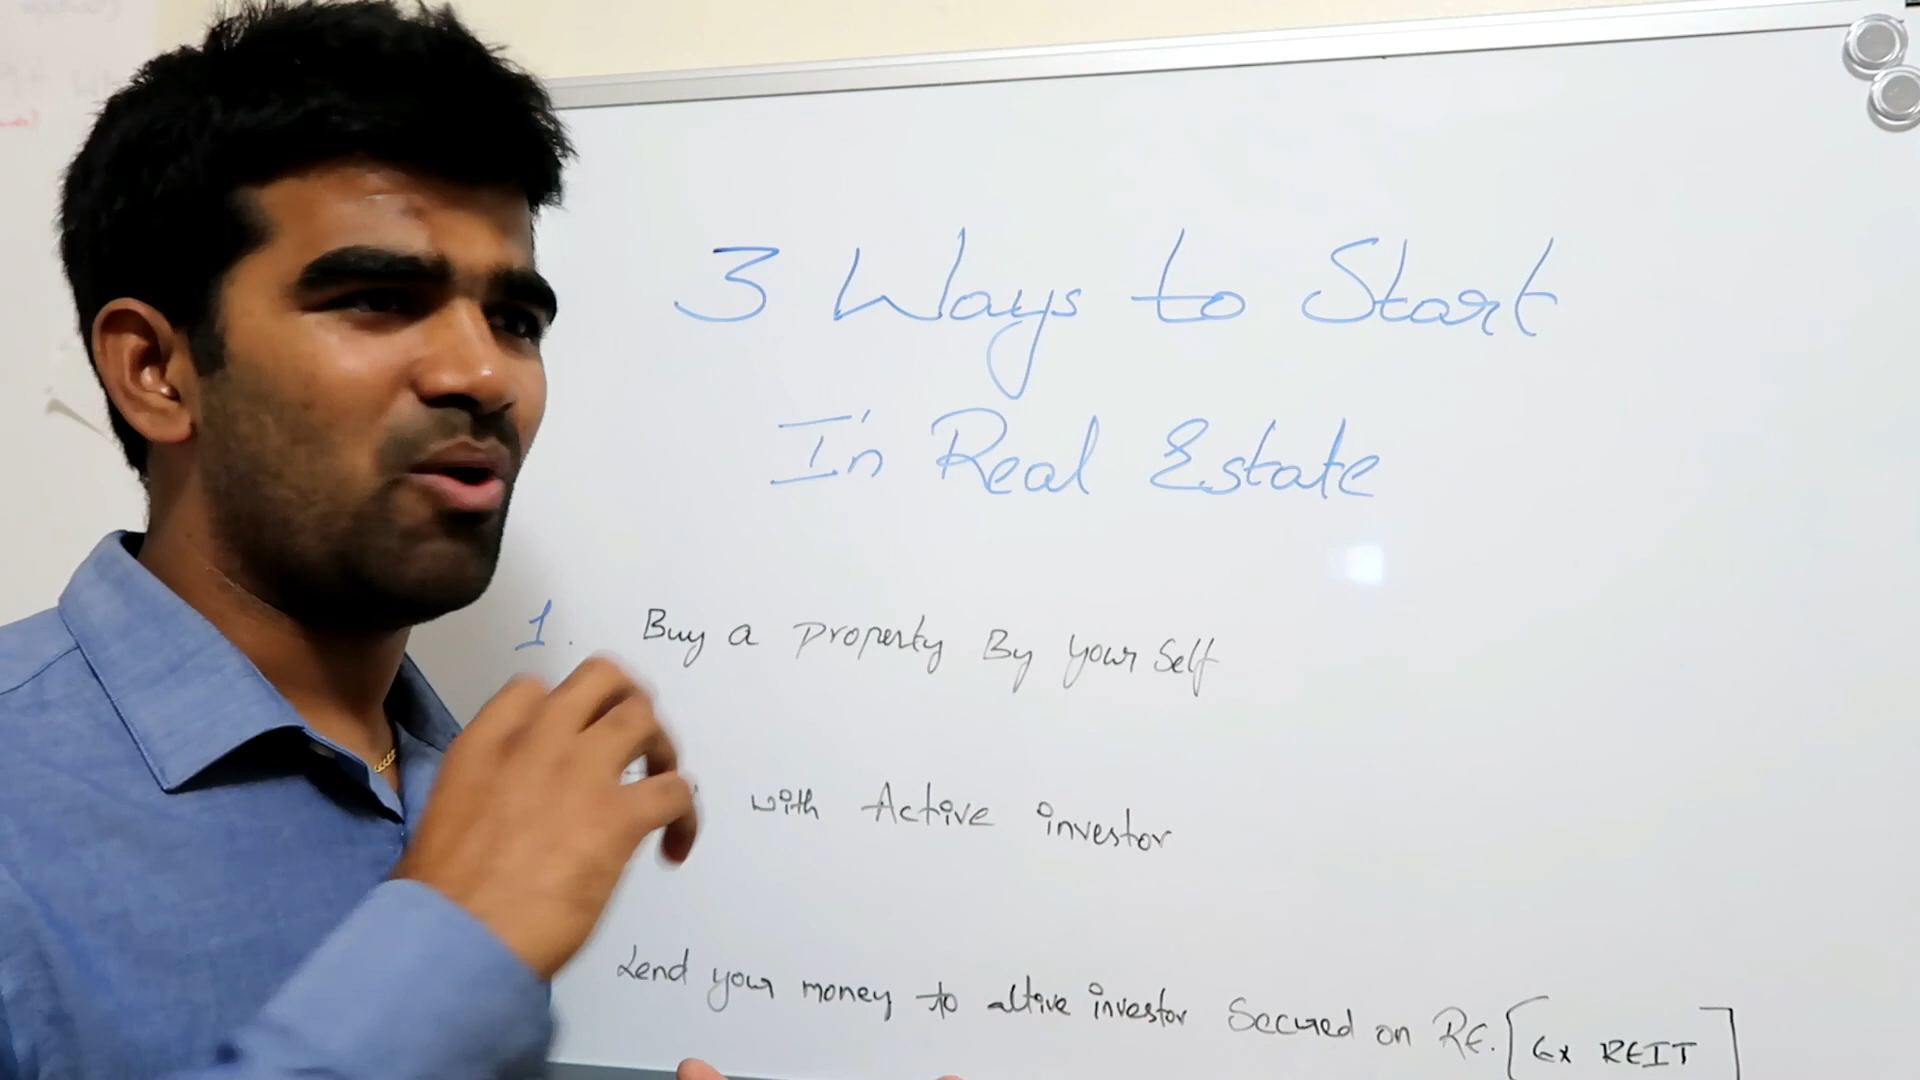 3 Ways to Start
In Real Estate
1. Buy a property By your Self
with Active investor
Lend your money to altive investor Secured on RE. [Ex REIT]